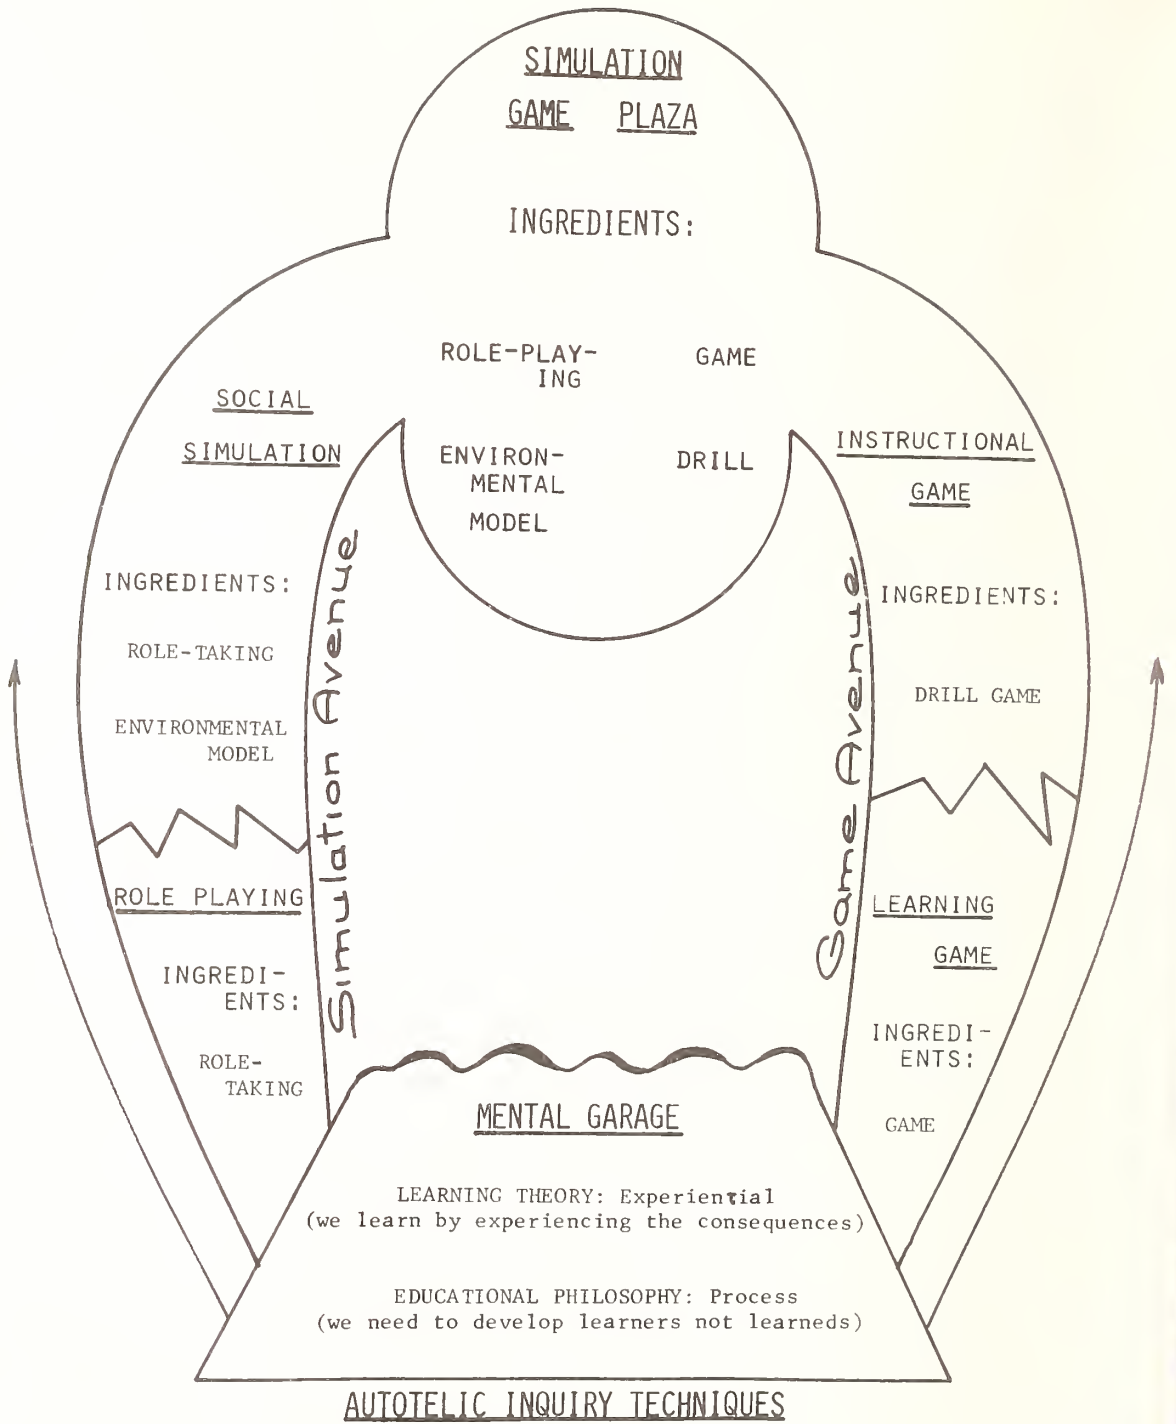 SIMULATION
GAME PLAZA
INGREDIENTS:
ROLE-PLAY-
ING
GAME
ENVIRON-
MENTAL
MODEL
DRILL
SOCIAL
SIMULATION
INGREDIENTS:
ROLE-TAKING
ENVIRONMENTAL
MODEL
ROLE PLAYING
INGREDI-
ENTS:
ROLE-
TAKING
Simulation Avenue
Game Avenue
INSTRUCTIONAL
GAME
INGREDIENTS:
DRILL GAME
LEARNING
GAME
INGREDI-
ENTS:
GAME
MENTAL GARAGE
LEARNING THEORY: Experiential
(we learn by experiencing the consequences)
EDUCATIONAL PHILOSOPHY: Process
(we need to develop learners not learneds)
AUTOTELIC INQUIRY TECHNIQUES